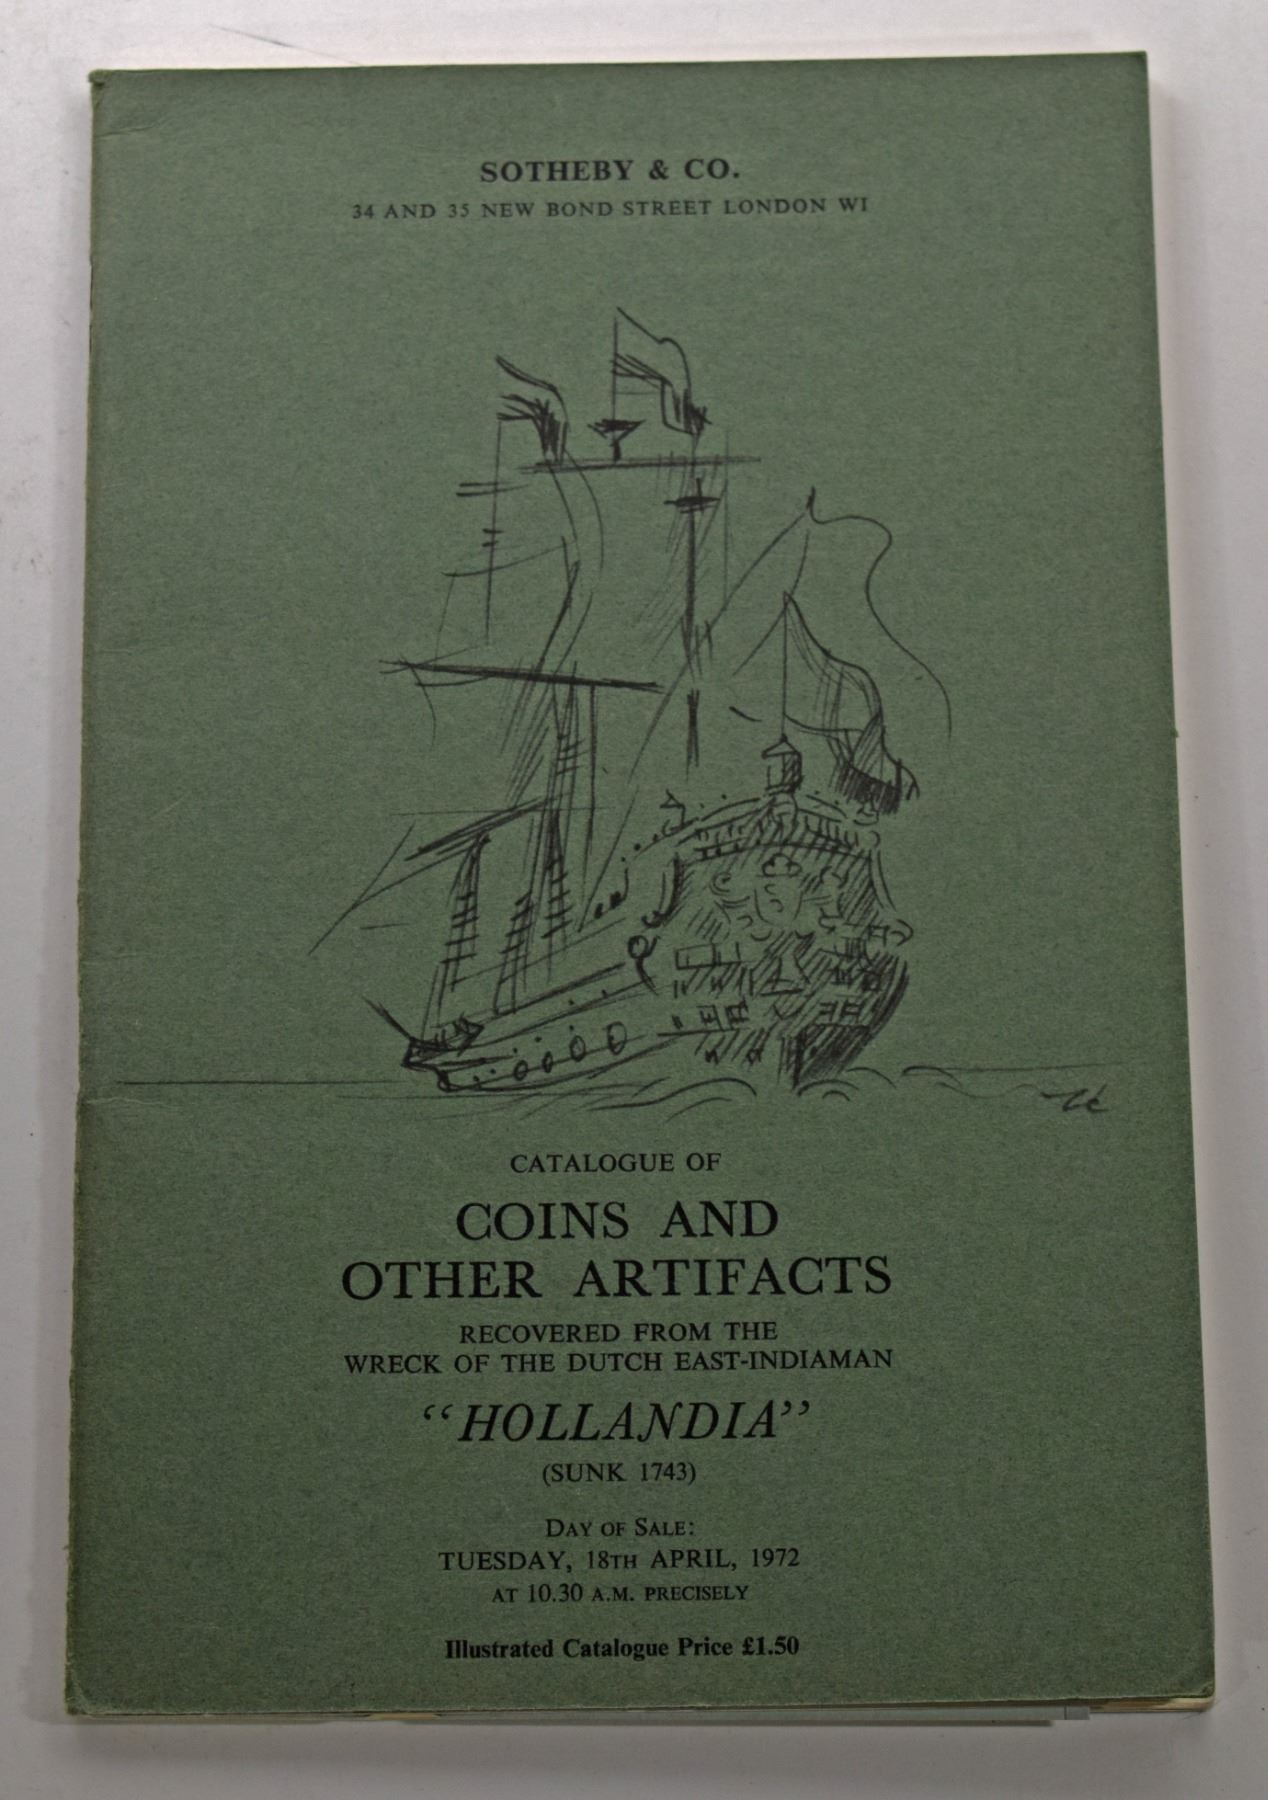 SOTHEBY & CO.
34 AND 35 NEW BOND STREET LONDON WI
CATALOGUE OF
COINS AND
OTHER ARTIFACTS
RECOVERED FROM THE
WRECK OF THE DUTCH EAST-INDIAMAN
“HOLLANDIA”
(SUNK 1743)
DAY OF SALE:
TUESDAY, 18TH APRIL, 1972
AT 10.30 A.M. PRECISELY
Illustrated Catalogue Price £1.50